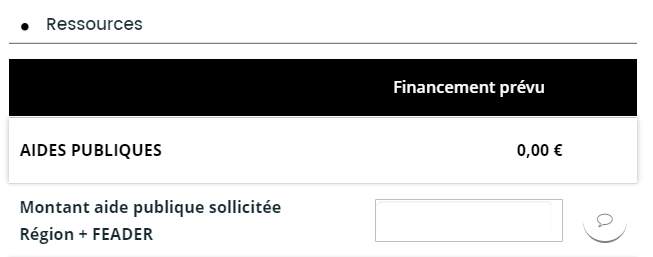 Ressources
Financement prévu
AIDES PUBLIQUES 0,00 €
Montant aide publique sollicitée
Région + FEADER